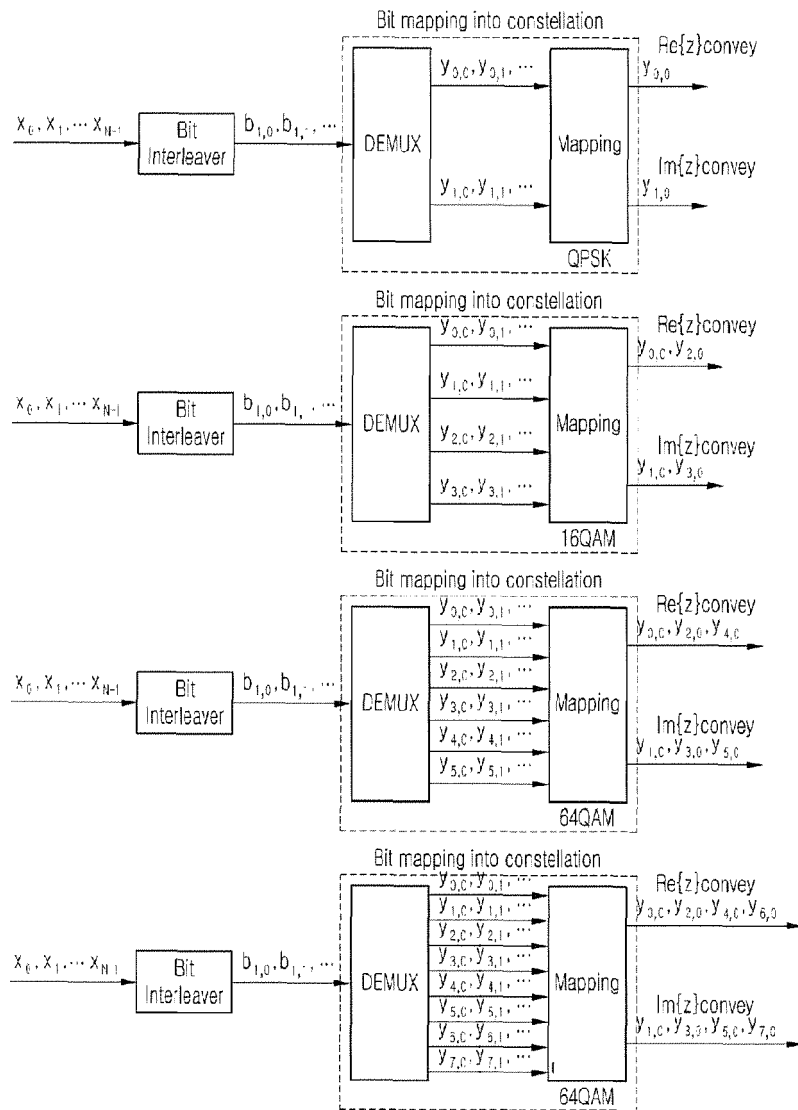 Bit mapping into constellation
Re{z}convey
y0,0, y0,1, ...
y0,0
x0, x1, ... xN-1
Bit
Interleaver
b1,0, b1,., ...
DEMUX
Mapping
Im{z}convey
y1,0, y1,1, ...
y1,0
QPSK
Bit mapping into constellation
Re{z}convey
y0,0, y0,1, ...
y0,0, y2,0
x0, x1, ... xN-1
Bit
Interleaver
b1,0, b1,., ...
y1,0, y1,1, ...
DEMUX
Mapping
y2,0, y2,1, ...
Im{z}convey
y1,0, y3,0
y3,0, y3,1, ...
16QAM
Bit mapping into constellation
Re{z}convey
y0,0, y0,1, ...
y0,0, y2,0, y4,0
y1,0, y1,1, ...
x0, x1, ... xN-1
Bit
Interleaver
b1,0, b1,., ...
y2,0, y2,1, ...
DEMUX
Mapping
y3,0, y3,1, ...
Im{z}convey
y4,0, y4,1, ...
y1,0, y3,0, y5,0
y5,0, y5,1, ...
64QAM
Bit mapping into constellation
Re{z}convey
y0,0, y0,1, ...
y0,0, y2,0, y4,0, y6,0
y1,0, y1,1, ...
y2,0, y2,1, ...
x0, x1, ... xN-1
Bit
Interleaver
b1,0, b1,., ...
y3,0, y3,1, ...
DEMUX
Mapping
y4,0, y4,1, ...
Im{z}convey
y5,0, y5,1, ...
y1,0, y3,0, y5,0, y7,0
y6,0, y6,1, ...
y7,0, y7,1, ...
64QAM